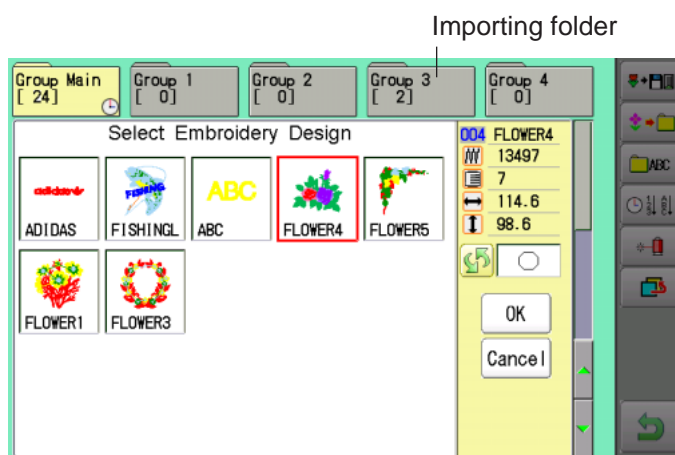 Importing folder
Group Main
[ 24]
Group 1
[ 0]
Group 2
[ 0]
Group 3
[ 2]
Group 4
[ 0]
Select Embroidery Design
adidas
ADIDAS
FISHING
FISHINGL
ABC
ABC
FLOWER4
FLOWER5
FLOWER1
FLOWER3
004 FLOWER4
13497
7
114.6
98.6
OK
Cancel
ABC